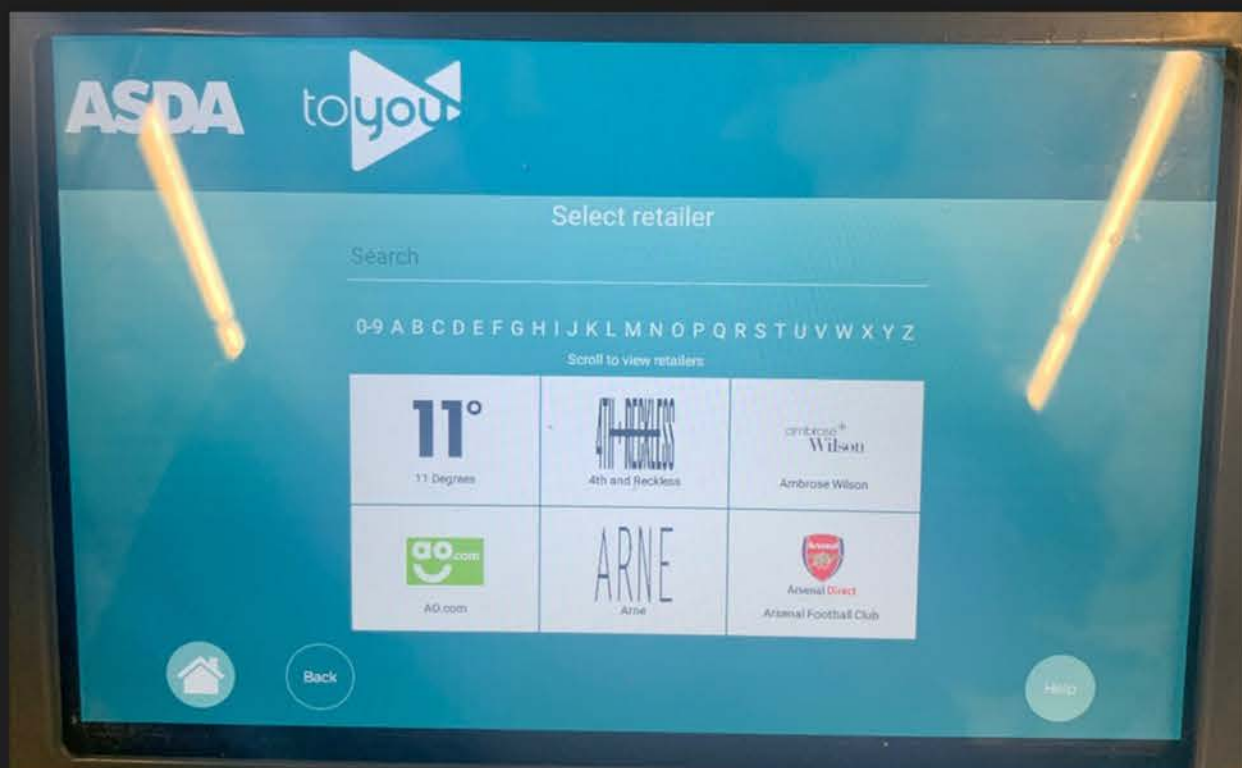 ASDA
toyou
Select retailer
Search
0-9 A B C D E F G H I J K L M N O P Q R S T U V W X Y Z
Scroll to view retailers
11°
4TH+RECKLESS
ambrose+
Wilson
11 Degrees
4th and Reckless
Ambrose Wilson
ao.com
ARNE
Arsenal
Arsenal Direct
AO.com
Arne
Arsenal Football Club
Back
Help